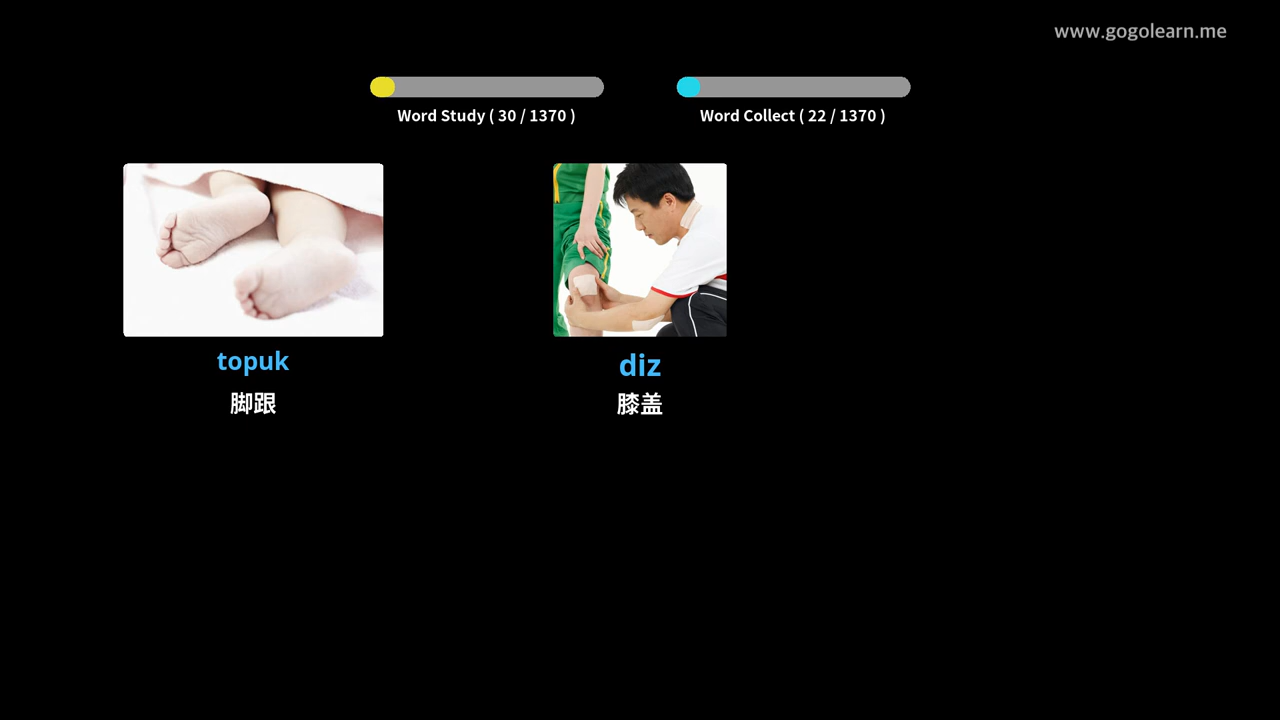 www.gogolearn.me
Word Study ( 30 / 1370 )
Word Collect ( 22 / 1370 )
topuk
脚跟
diz
膝盖